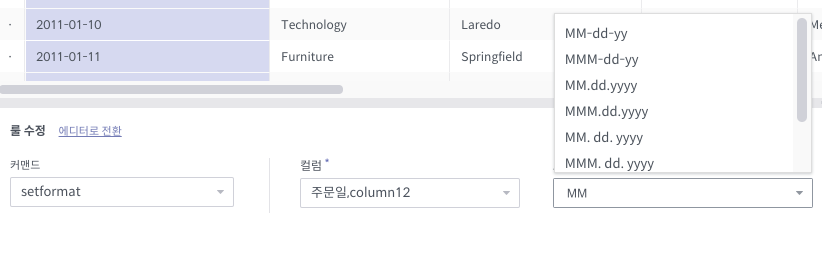 · 2011-01-10 Technology Laredo
· 2011-01-11 Furniture Springfield
MM-dd-yy
MMM-dd-yy
MM.dd.yyyy
MMM.dd.yyyy
MM. dd. yyyy
MMM. dd. yyyy
룰 수정 에디터로 전환
커맨드 컬럼 *
setformat 주문일,column12 MM